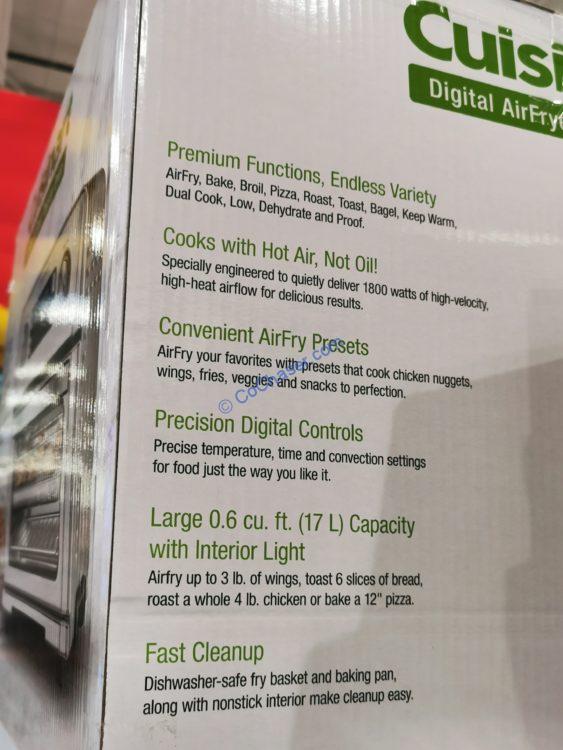 Cuisi
Digital AirFrye
Premium Functions, Endless Variety
AirFry, Bake, Broil, Pizza, Roast, Toast, Bagel, Keep Warm,
Dual Cook, Low, Dehydrate and Proof.
Cooks with Hot Air, Not Oil!
Specially engineered to quietly deliver 1800 watts of high-velocity,
high-heat airflow for delicious results.
Convenient AirFry Presets
AirFry your favorites with presets that cook chicken nuggets,
wings, fries, veggies and snacks to perfection.
© CoChaser.com
Precision Digital Controls
Precise temperature, time and convection settings
for food just the way you like it.
Large 0.6 cu. ft. (17 L) Capacity
with Interior Light
Airfry up to 3 lb. of wings, toast 6 slices of bread,
roast a whole 4 lb. chicken or bake a 12" pizza.
Fast Cleanup
Dishwasher-safe fry basket and baking pan,
along with nonstick interior make cleanup easy.